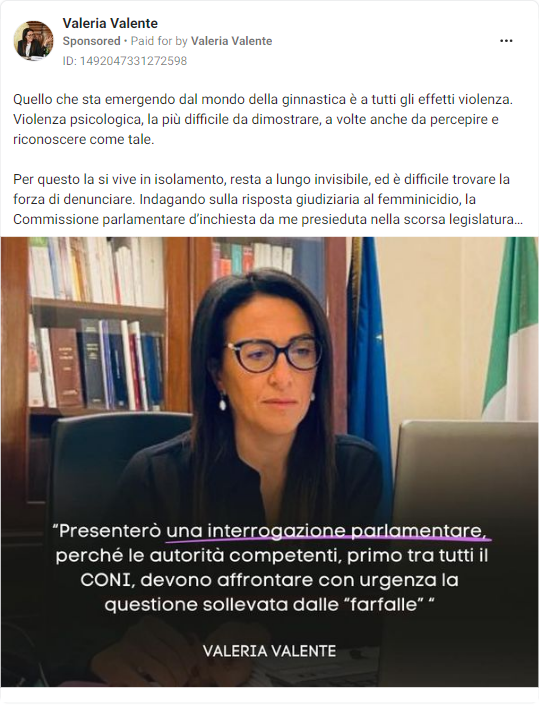 Valeria Valente
Sponsored • Paid for by Valeria Valente
ID: 1492047331272598
Quello che sta emergendo dal mondo della ginnastica è a tutti gli effetti violenza.
Violenza psicologica, la più difficile da dimostrare, a volte anche da percepire e
riconoscere come tale.
Per questo la si vive in isolamento, resta a lungo invisibile, ed è difficile trovare la
forza di denunciare. Indagando sulla risposta giudiziaria al femminicidio, la
Commissione parlamentare d’inchiesta da me presieduta nella scorsa legislatura...
“Presenterò una interrogazione parlamentare,
perché le autorità competenti, primo tra tutti il
CONI, devono affrontare con urgenza la
questione sollevata dalle “farfalle” “
VALERIA VALENTE